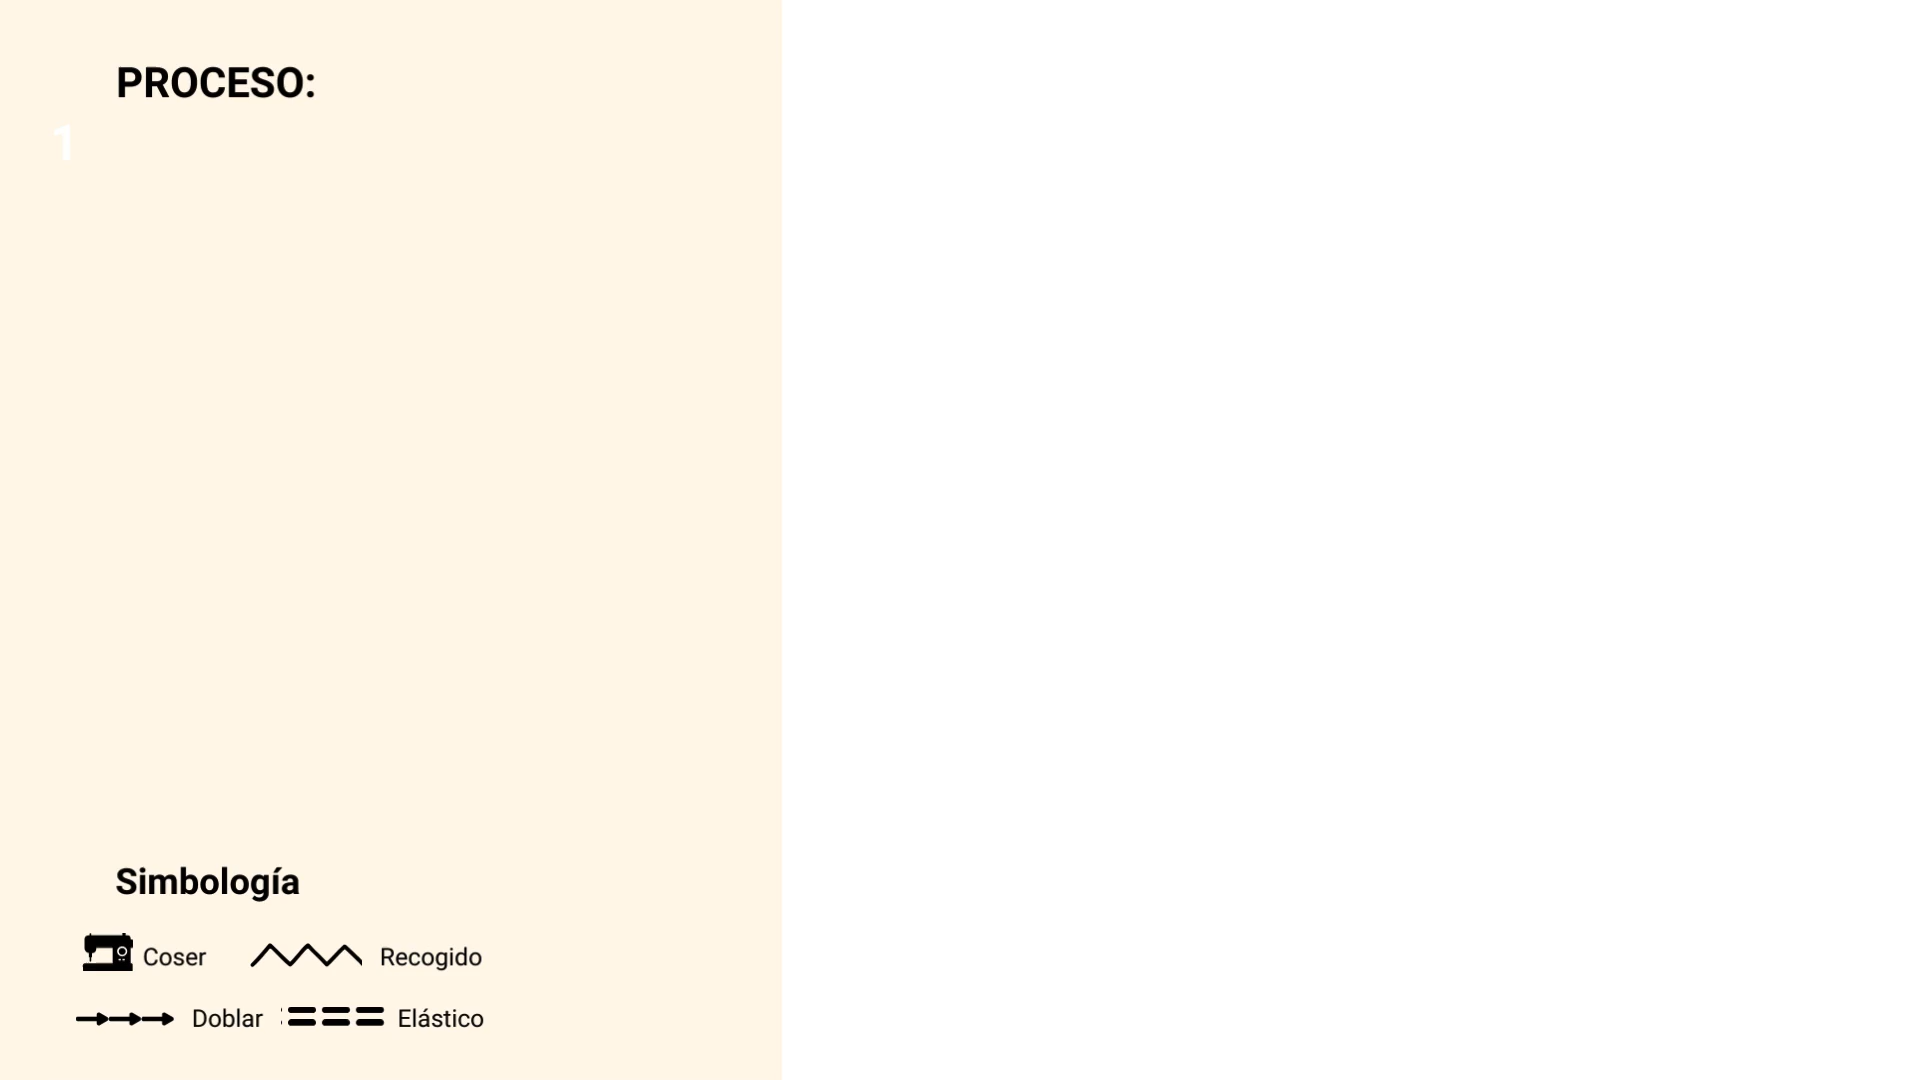 PROCESO:
1
Simbología
Coser
Recogido
Doblar
Elástico